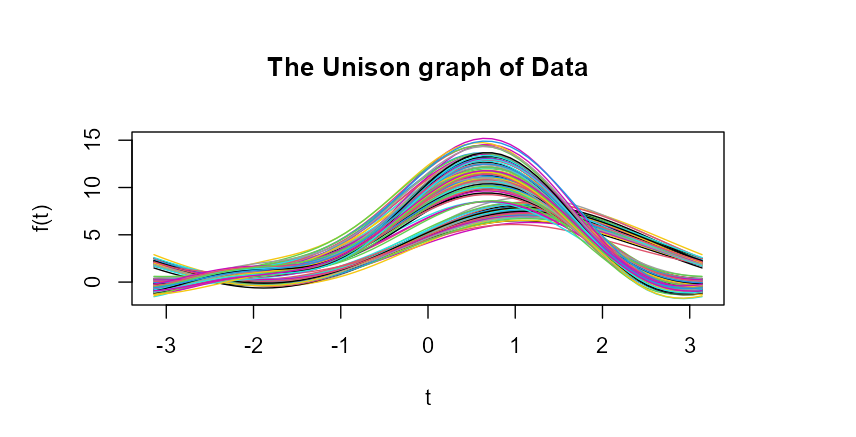 The Unison graph of Data
f(t)
15
10
5
0
-3 -2 -1 0 1 2 3
t